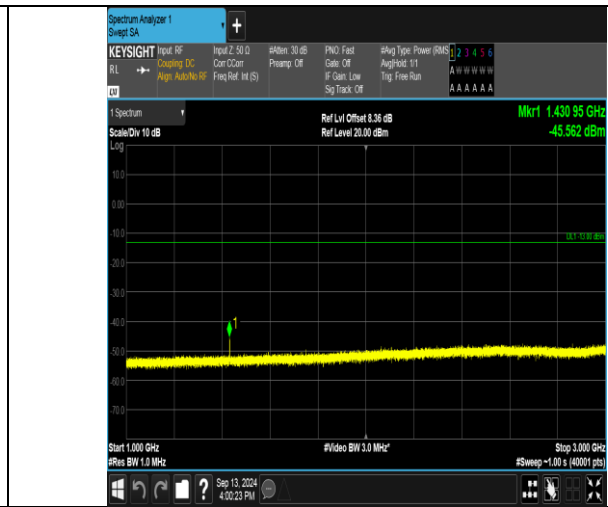 Spectrum Analyzer 1
Swept SA
+
KEYSIGHT Input: RF Input Z: 50 Ω #Atten: 30 dB PNO: Fast #Avg Type: Power (RMS 1 2 3 4 5 6
RL Coupling: DC Corr CCorr Preamp: Off Gate: Off Avg|Hold: 1/1 A W W W W W
Align: Auto/No RF Freq Ref: Int (S) IF Gain: Low Trig: Free Run
Sig Track: Off A A A A A A
1 Spectrum Ref Lvl Offset 8.36 dB Mkr1 1.430 95 GHz
Scale/Div 10 dB Ref Level 20.00 dBm -45.562 dBm
Log
10.0
0.00
-10.0
DL1 -13.00 dBm
-20.0
-30.0
-40.0
1
-50.0
-60.0
-70.0
Start 1.000 GHz #Video BW 3.0 MHz* Stop 3.000 GHz
#Res BW 1.0 MHz #Sweep ~1.00 s (40001 pts)
? Sep 13, 2024
4:00:23 PM